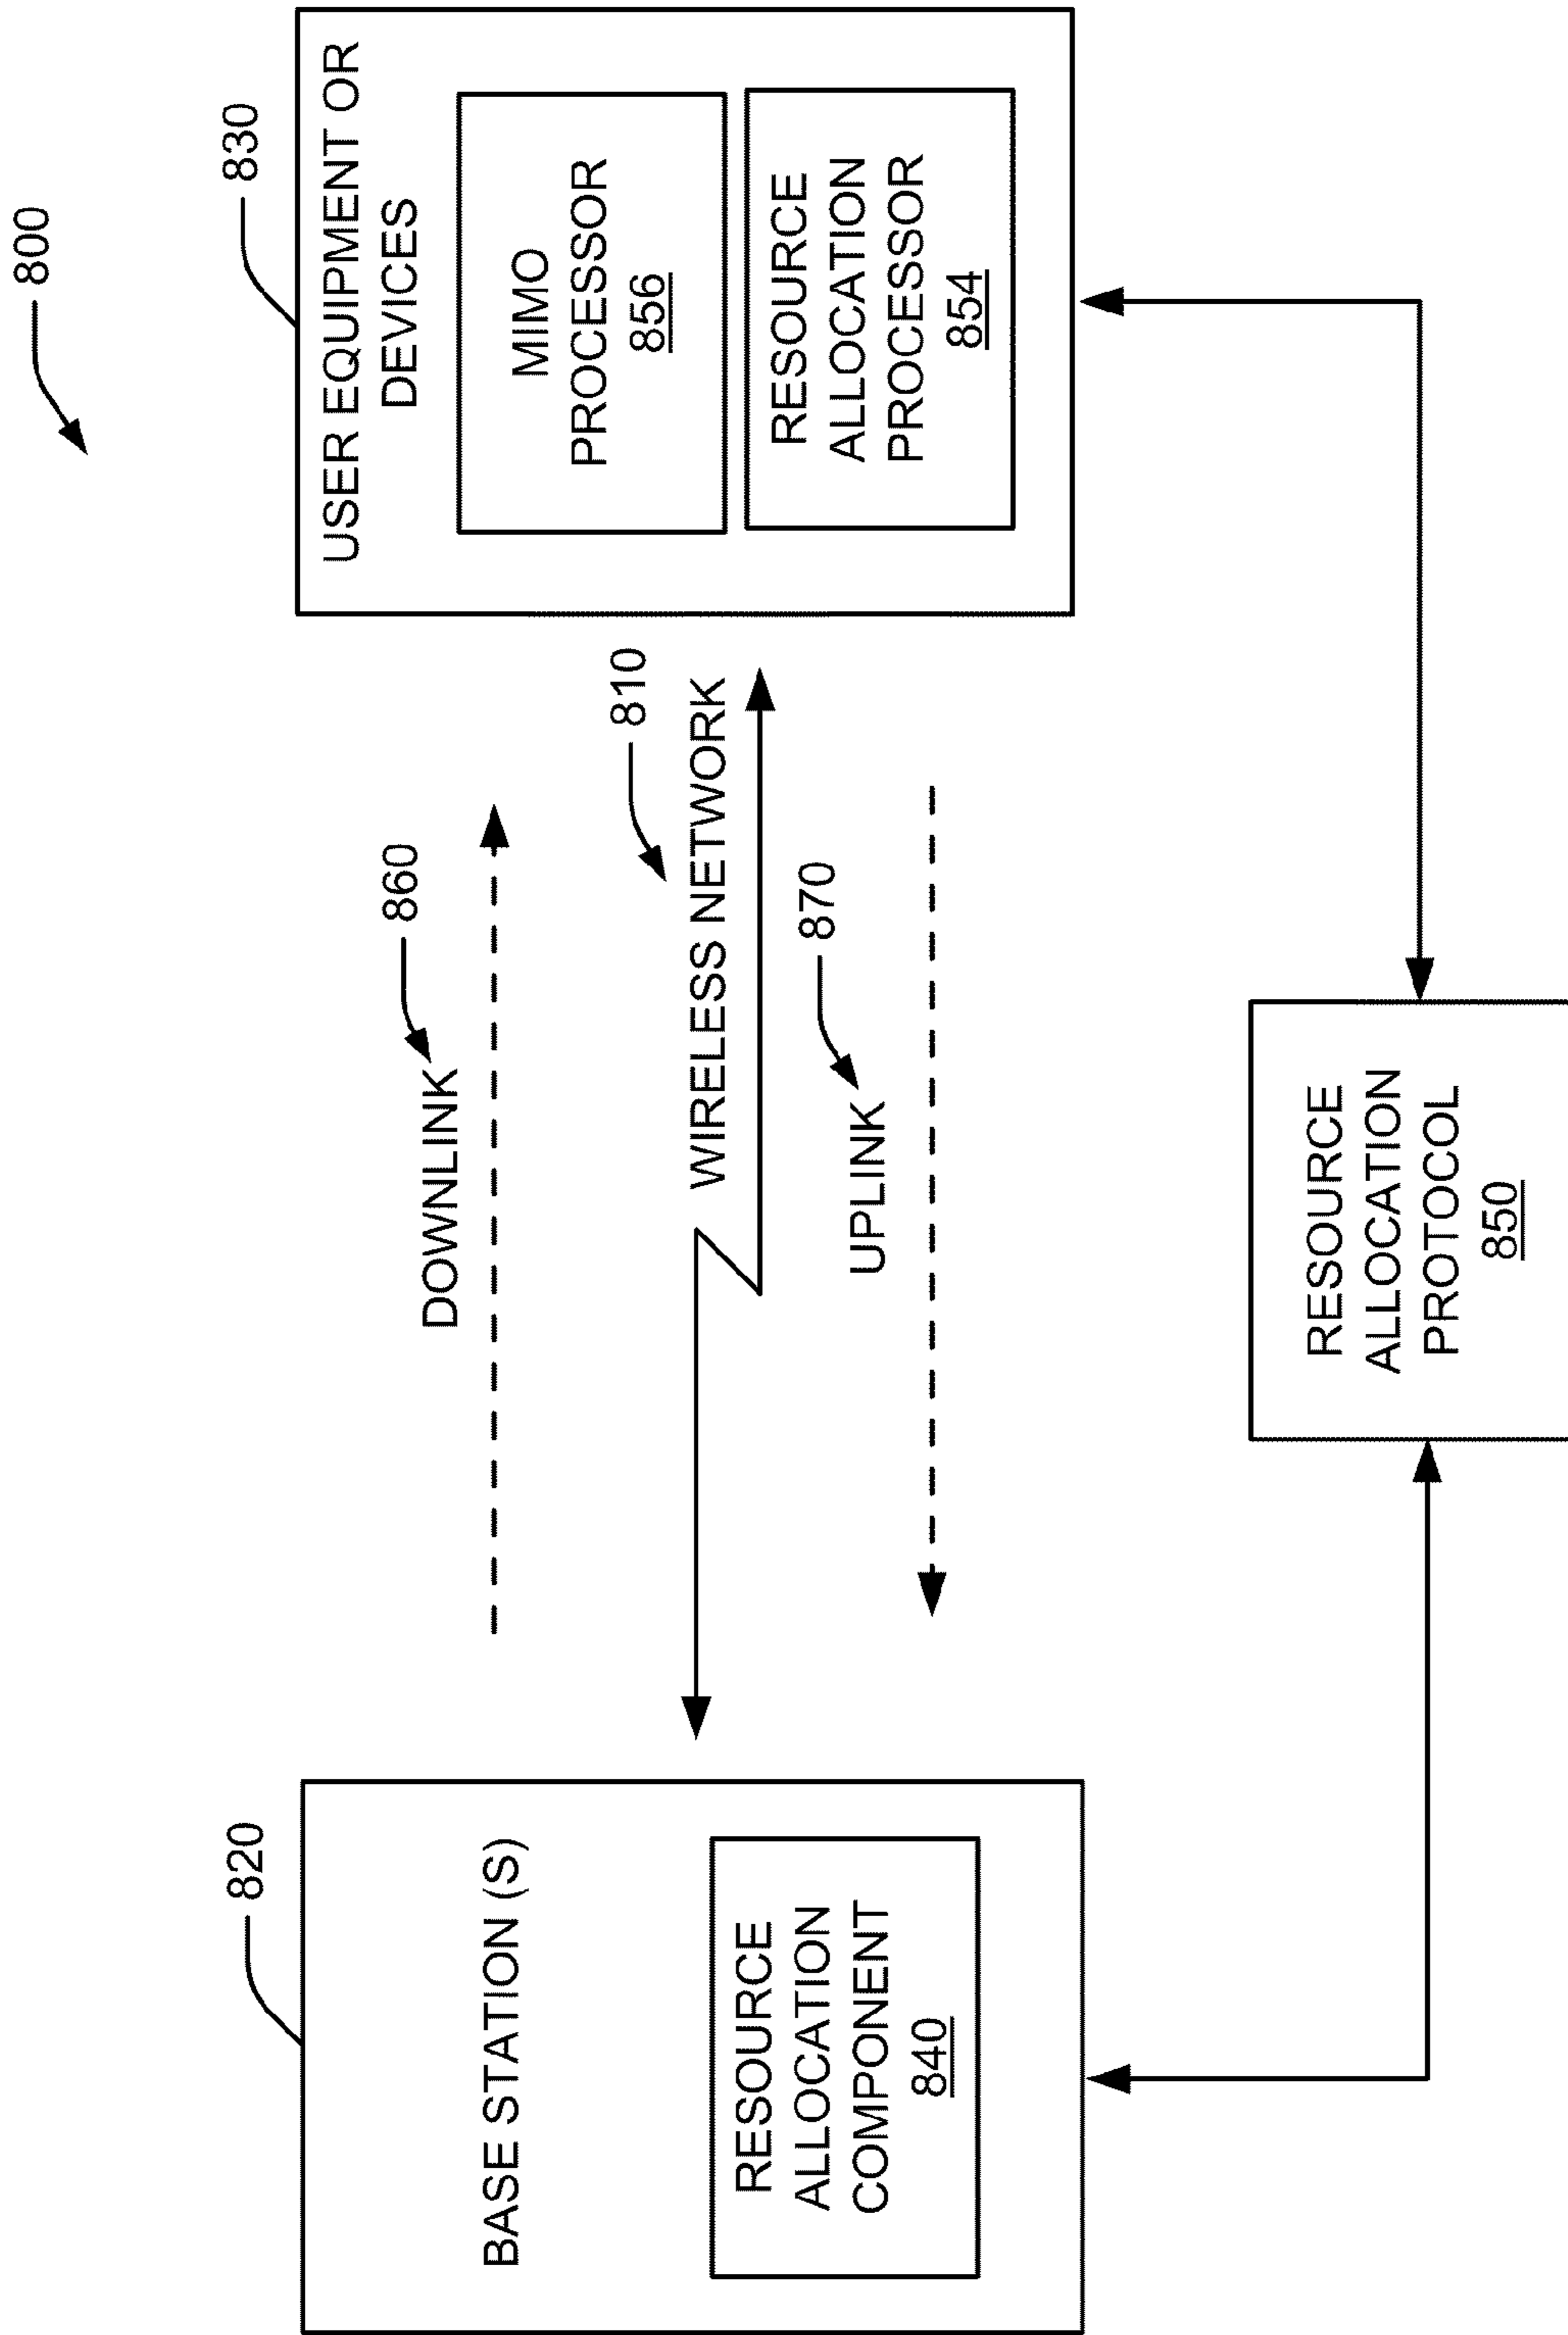 800
820
BASE STATION (S)
RESOURCE
ALLOCATION
COMPONENT
840
DOWNLINK
860
WIRELESS NETWORK
810
UPLINK
870
830
USER EQUIPMENT OR
DEVICES
MIMO
PROCESSOR
856
RESOURCE
ALLOCATION
PROCESSOR
854
RESOURCE
ALLOCATION
PROTOCOL
850